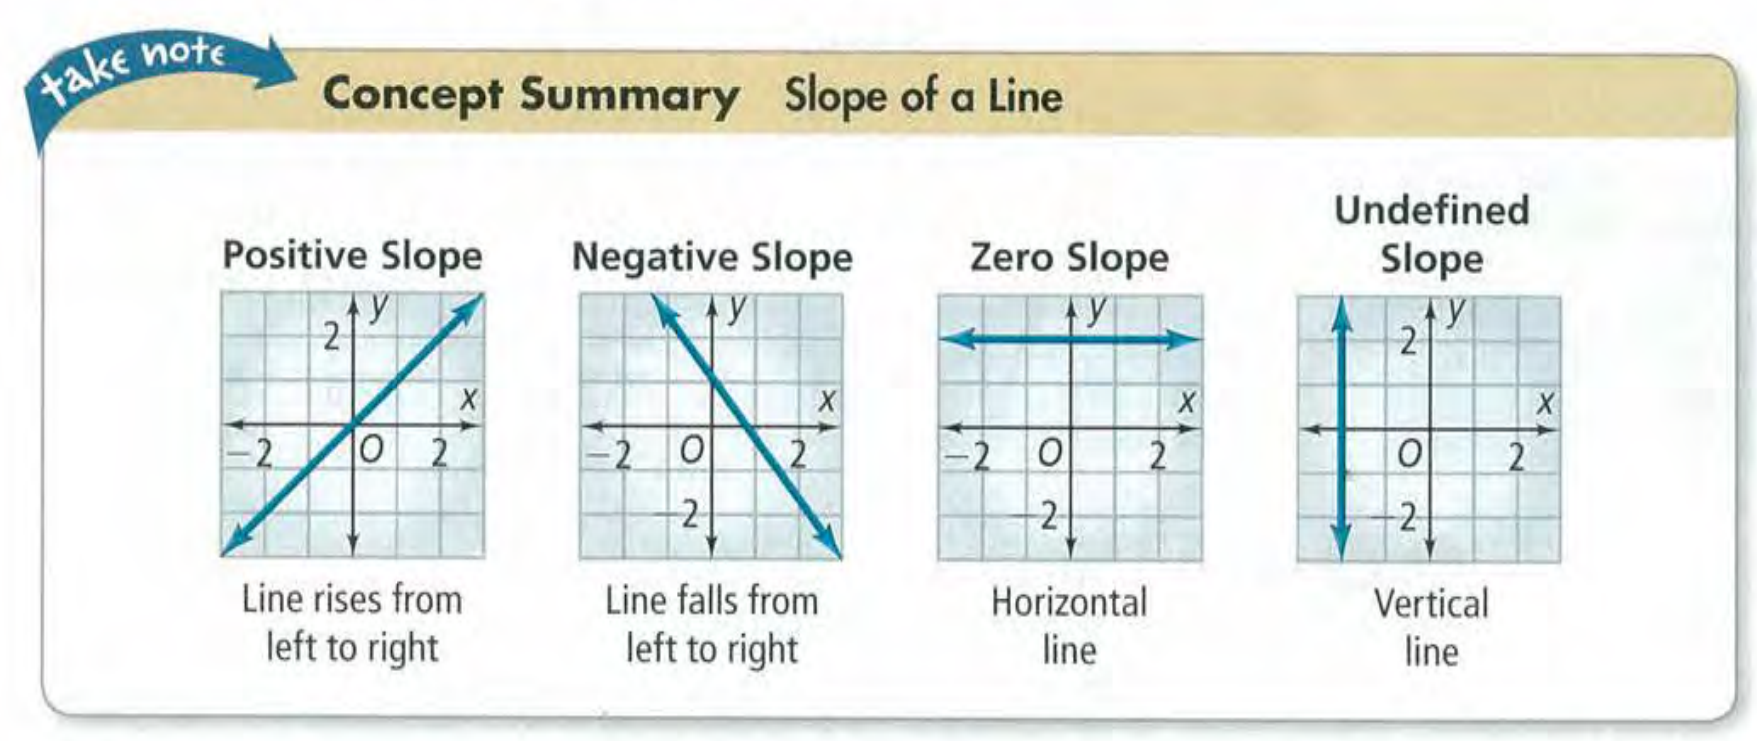 take note
Concept Summary Slope of a Line
Positive Slope
y
2
x
-2 O 2
Line rises from
left to right
Negative Slope
y
x
-2 O 2
-2
Line falls from
left to right
Zero Slope
y
x
-2 O 2
-2
Horizontal
line
Undefined
Slope
y
2
x
O 2
-2
Vertical
line